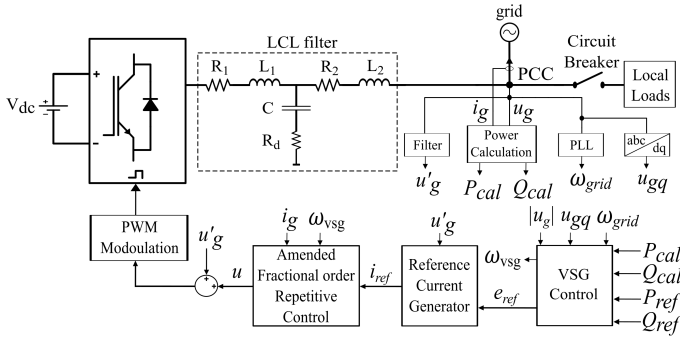 grid
LCL filter
Circuit
Breaker
R1 L1 R2 L2
PCC
Local
Loads
Vdc
+
−
+
−
C
Rd
ig ug
Filter
Power
Calculation
PLL
abc
dq
u'g
Pcal Qcal
ωgrid
ugq
PWM
Modoulation
u'g
ig ωvsg
u'g
|ug| ugq ωgrid
Amended
Fractional order
Repetitive
Control
Reference
Current
Generator
VSG
Control
u
+
+
iref
ωvsg
eref
Pcal
Qcal
Pref
Qref